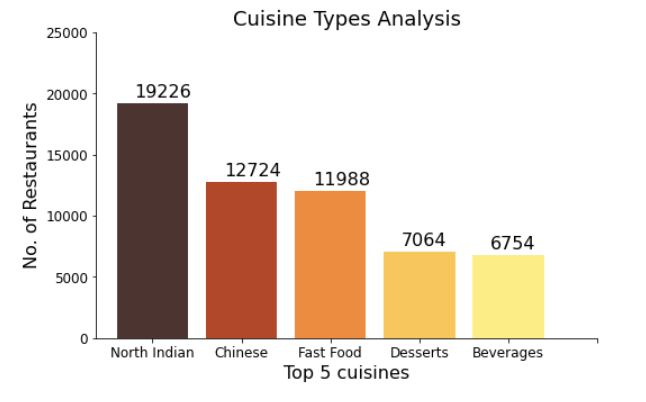 Cuisine Types Analysis
25000
20000
15000
10000
5000
0
No. of Restaurants
19226
12724
11988
7064
6754
North Indian
Chinese
Fast Food
Desserts
Beverages
Top 5 cuisines